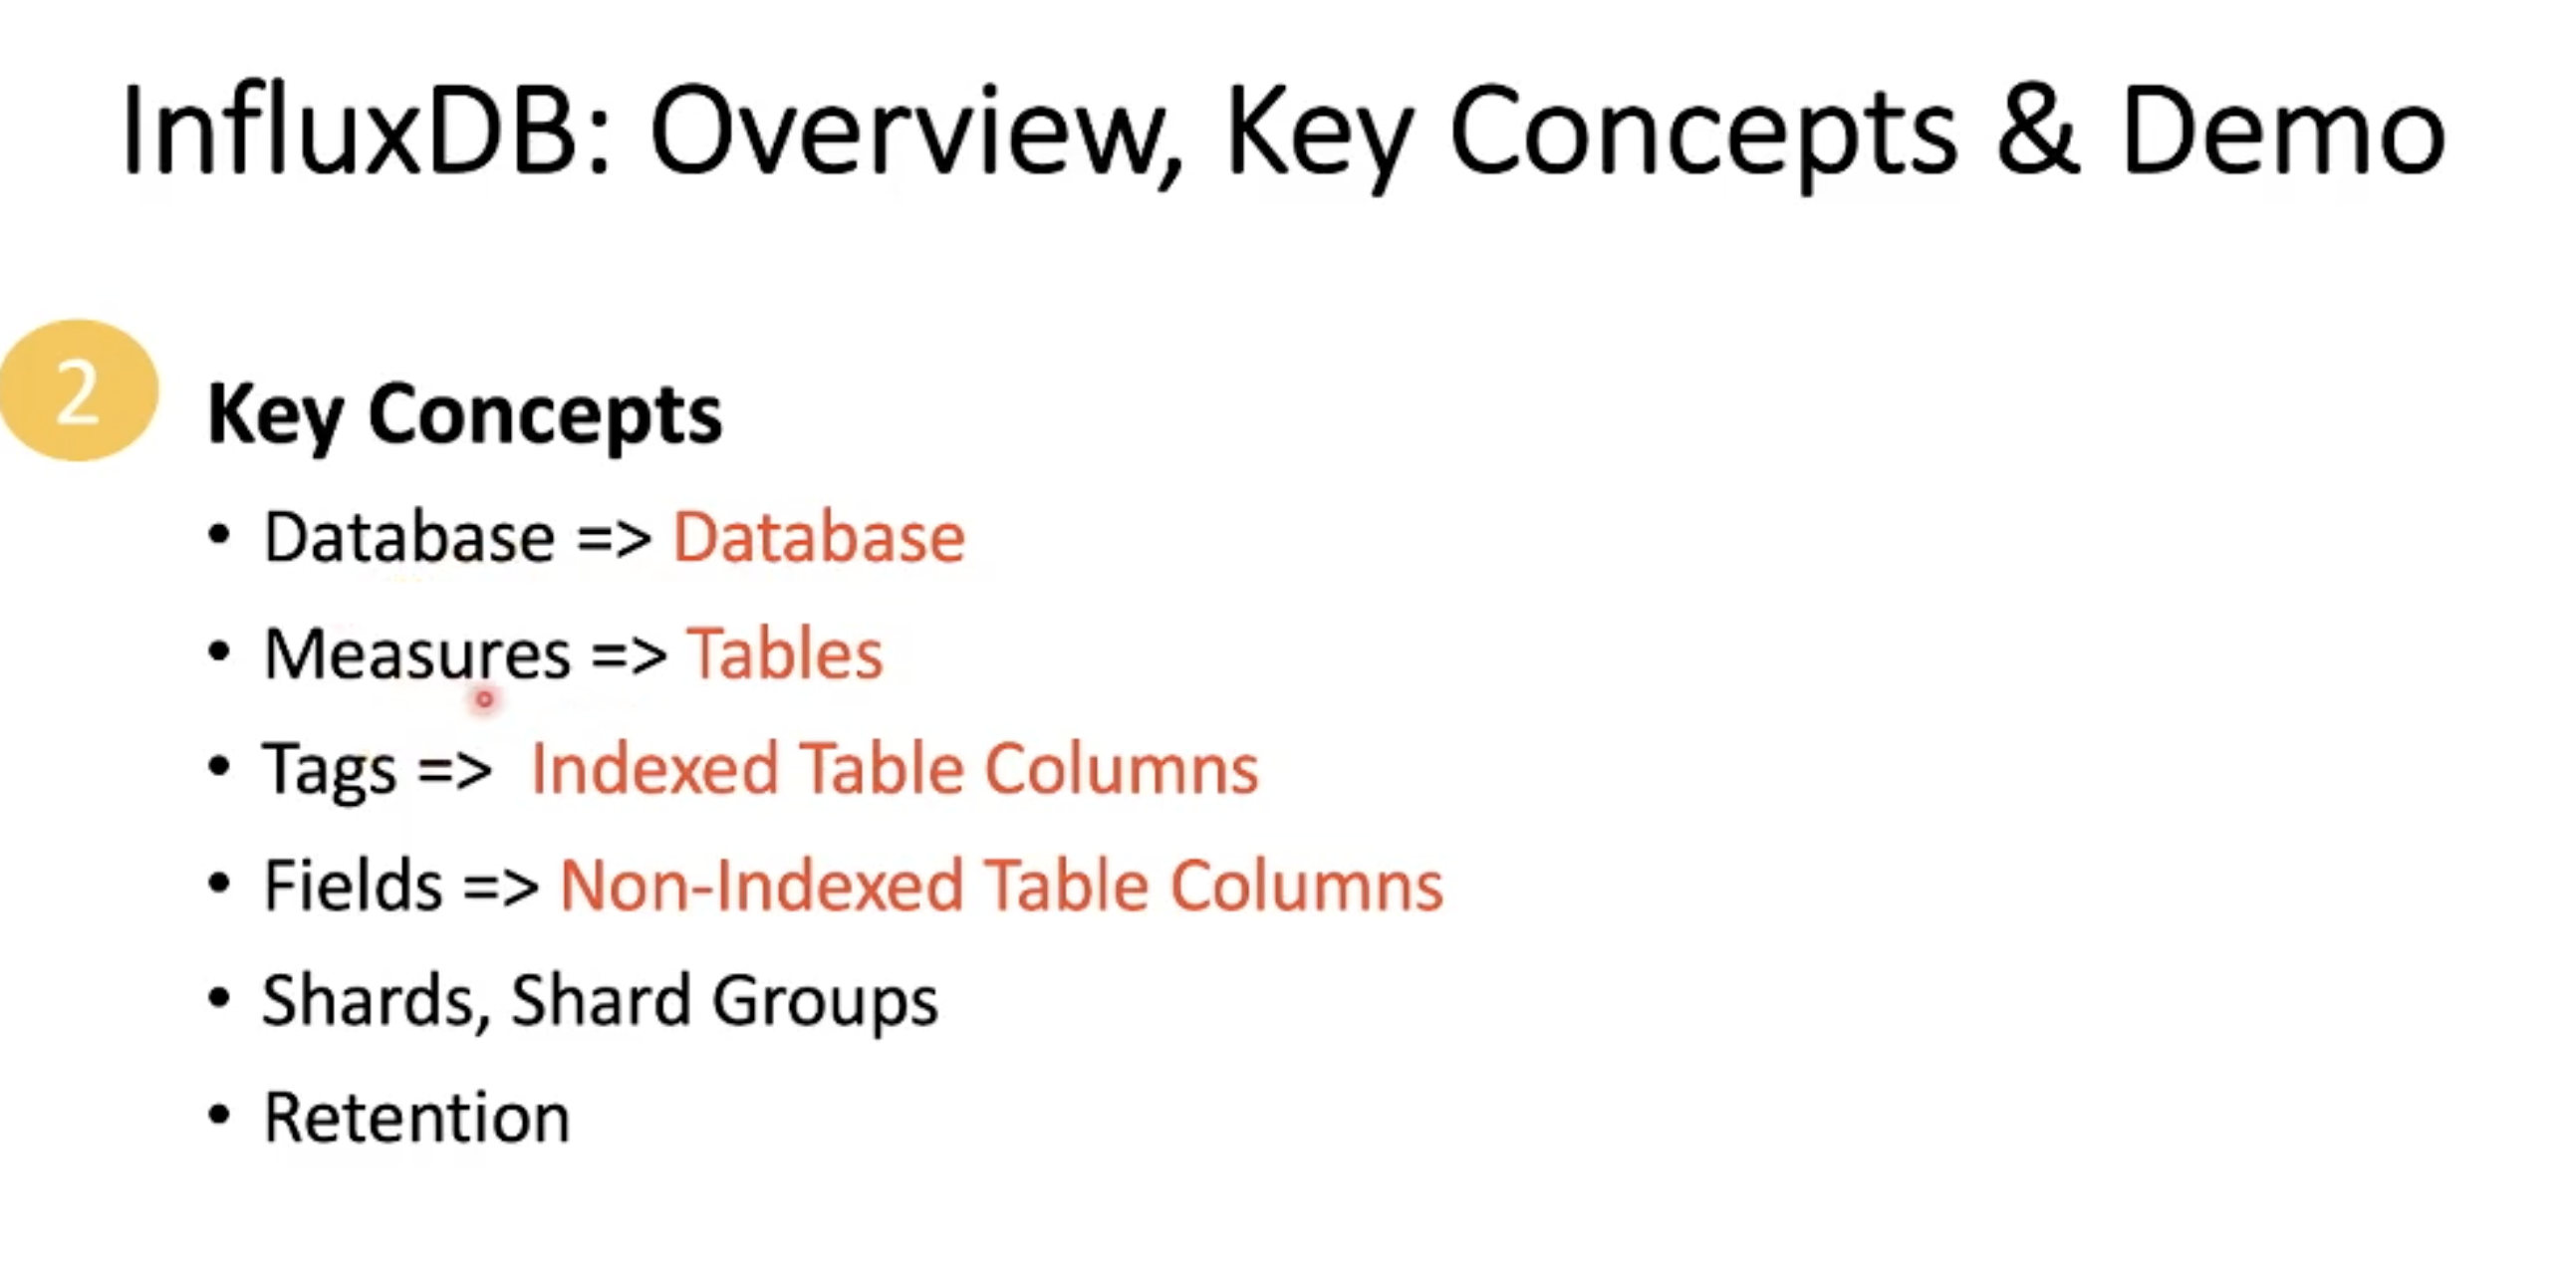 InfluxDB: Overview, Key Concepts & Demo
2
Key Concepts
• Database => Database
• Measures => Tables
• Tags => Indexed Table Columns
• Fields => Non-Indexed Table Columns
• Shards, Shard Groups
• Retention